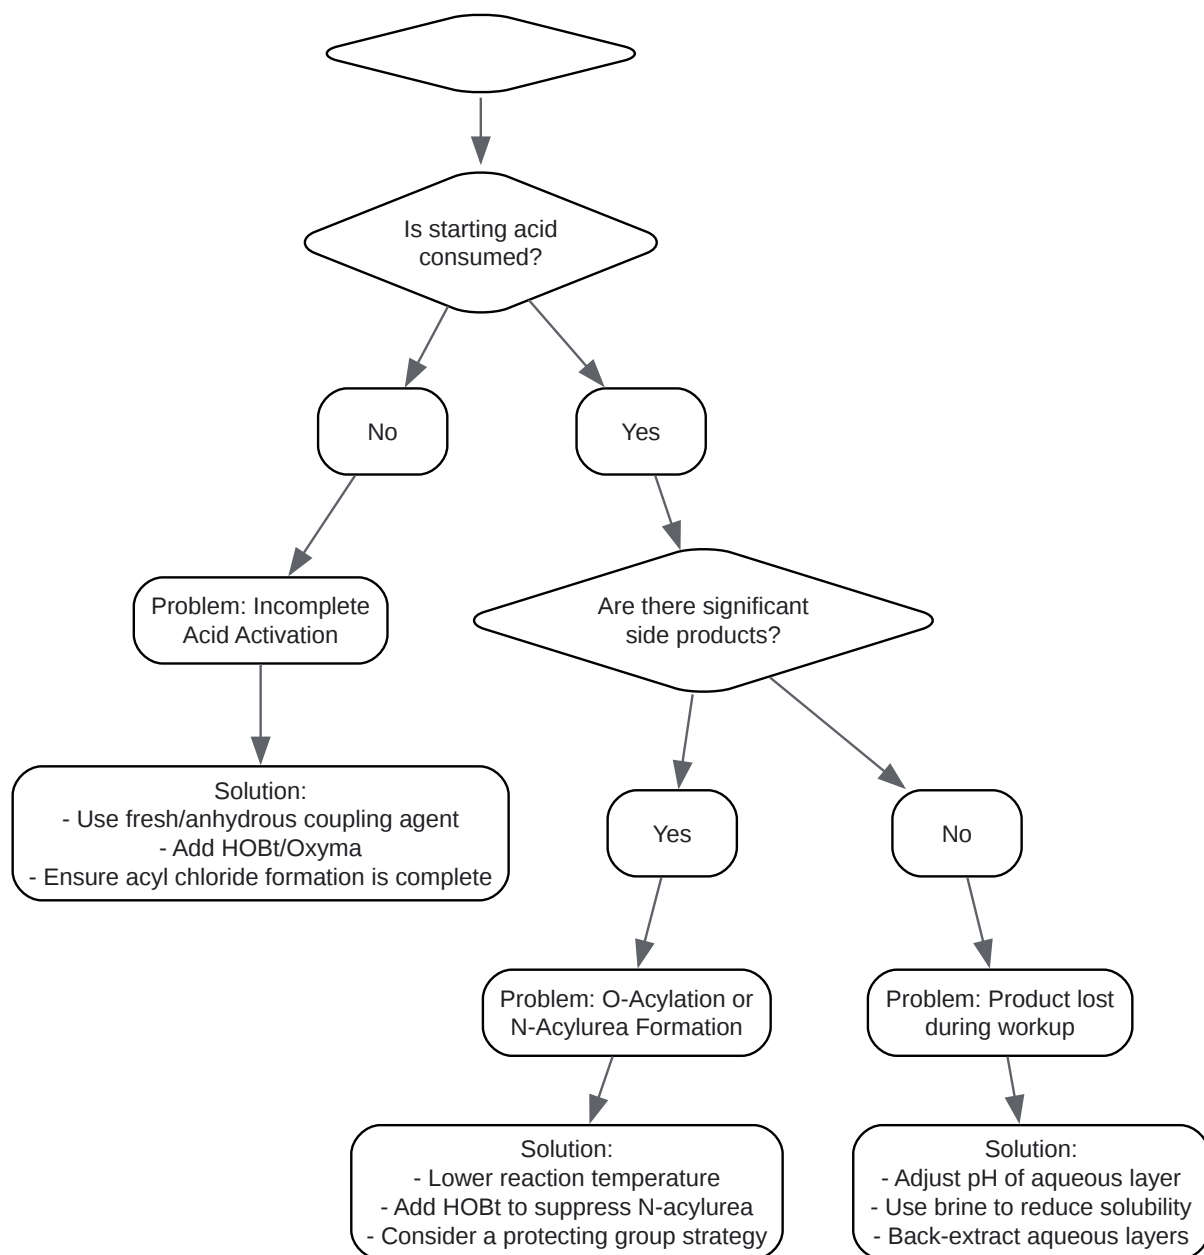 Is starting acid
consumed?
No
Yes
Problem: Incomplete
Acid Activation
Are there significant
side products?
Solution:
- Use fresh/anhydrous coupling agent
- Add HOBt/Oxyma
- Ensure acyl chloride formation is complete
Yes
No
Problem: O-Acylation or
N-Acylurea Formation
Problem: Product lost
during workup
Solution:
- Lower reaction temperature
- Add HOBt to suppress N-acylurea
- Consider a protecting group strategy
Solution:
- Adjust pH of aqueous layer
- Use brine to reduce solubility
- Back-extract aqueous layers